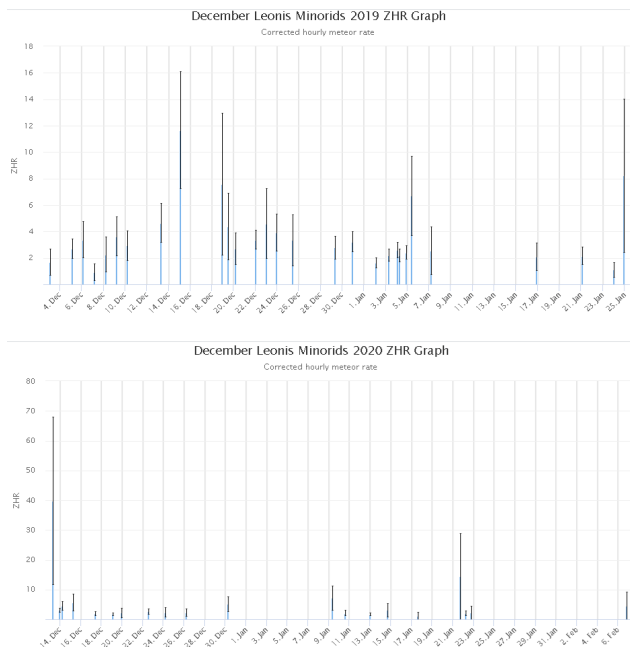 December Leonis Minorids 2019 ZHR Graph
Corrected hourly meteor rate
18
16
14
12
10
8
6
4
2
ZHR
4. Dec 6. Dec 8. Dec 10. Dec 12. Dec 14. Dec 16. Dec 18. Dec 20. Dec 22. Dec 24. Dec 26. Dec 28. Dec 30. Dec 1. Jan 3. Jan 5. Jan 7. Jan 9. Jan 11. Jan 13. Jan 15. Jan 17. Jan 19. Jan 21. Jan 23. Jan 25. Jan
December Leonis Minorids 2020 ZHR Graph
Corrected hourly meteor rate
80
70
60
50
40
30
20
10
ZHR
14. Dec 16. Dec 18. Dec 20. Dec 22. Dec 24. Dec 26. Dec 28. Dec 30. Dec 1. Jan 3. Jan 5. Jan 7. Jan 9. Jan 11. Jan 13. Jan 15. Jan 17. Jan 19. Jan 21. Jan 23. Jan 25. Jan 27. Jan 29. Jan 31. Jan 2. Feb 4. Feb 6. Feb